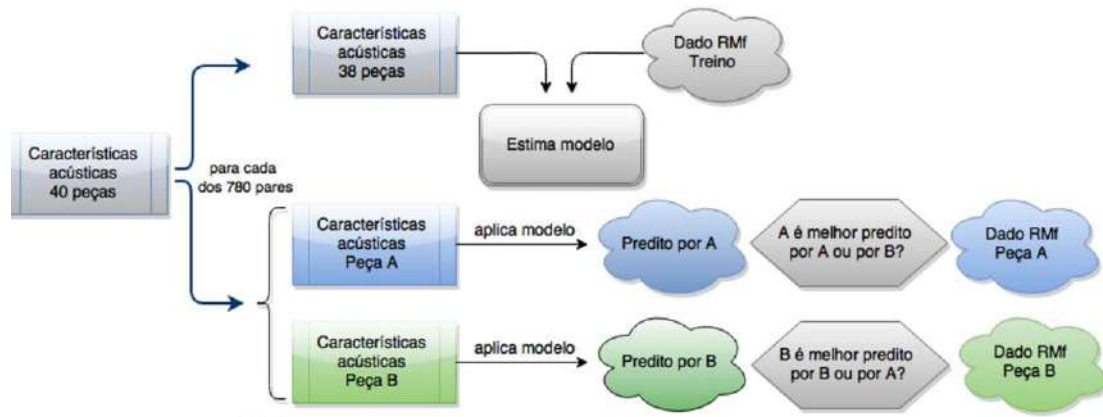 Características
acústicas
38 peças
Dado RMf
Treino
Estima modelo
Características
acústicas
40 peças
para cada
dos 780 pares
Características
acústicas
Peça A
aplica modelo
Predito por A
A é melhor predito
por A ou por B?
Dado RMf
Peça A
Características
acústicas
Peça B
aplica modelo
Predito por B
B é melhor predito
por B ou por A?
Dado RMf
Peça B